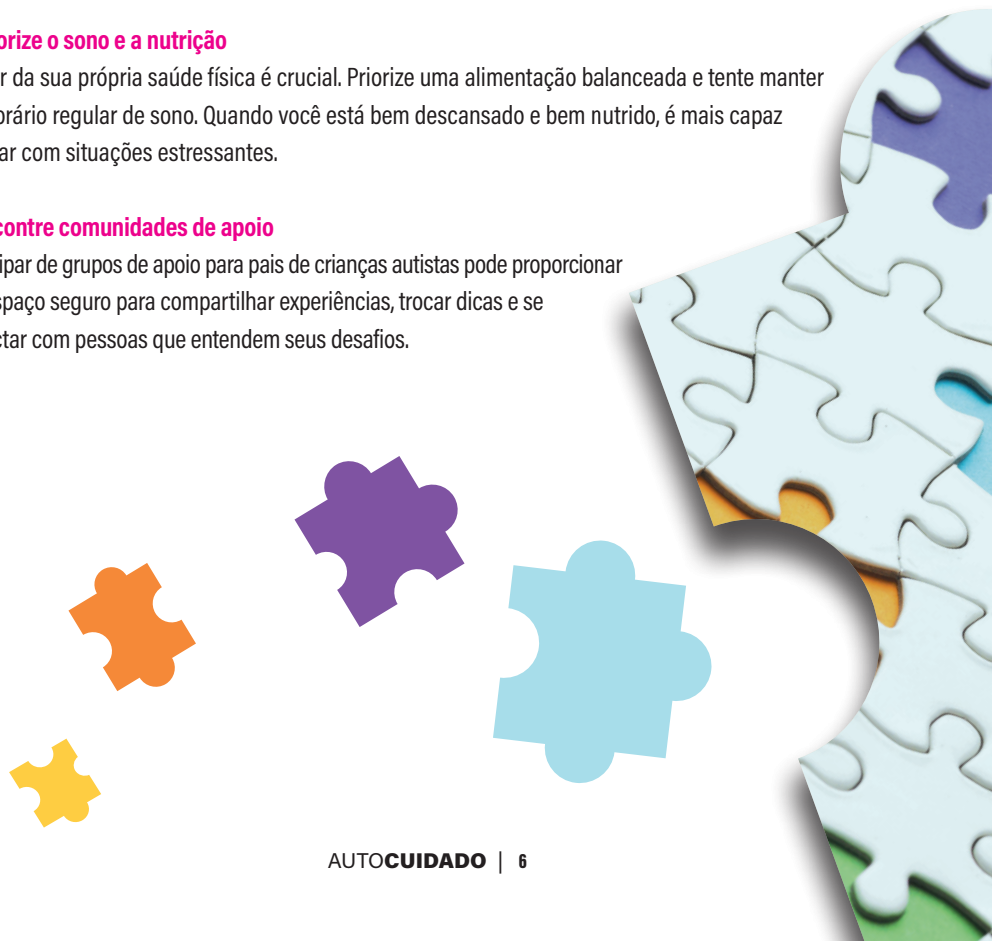 orize o sono e a nutrição
r da sua própria saúde física é crucial. Priorize uma alimentação balanceada e tente manter
orário regular de sono. Quando você está bem descansado e bem nutrido, é mais capaz
ar com situações estressantes.
contre comunidades de apoio
ipar de grupos de apoio para pais de crianças autistas pode proporcionar
spaço seguro para compartilhar experiências, trocar dicas e se
ctar com pessoas que entendem seus desafios.
AUTOCUIDADO | 6